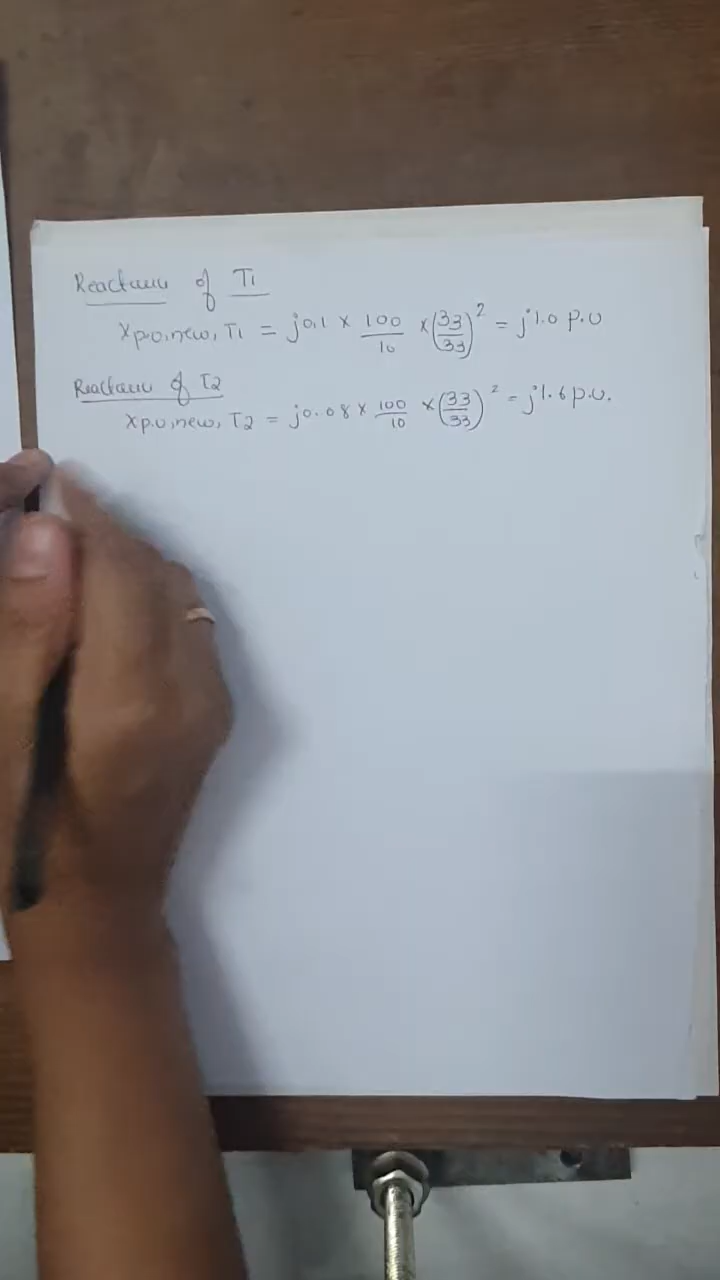 Reactance of T1
Xp.u,new, T1 = j0.1 × 100/10 × (33/33)² = j1.0 p.u
Reactance of T2
Xp.u,new, T2 = j0.08 × 100/10 × (33/33)² = j1.6 p.u.